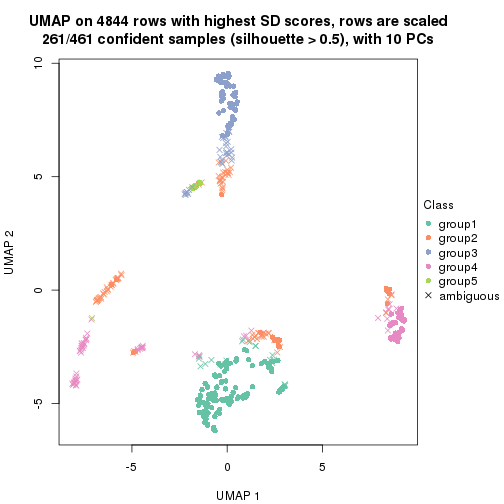 UMAP on 4844 rows with highest SD scores, rows are scaled
261/461 confident samples (silhouette > 0.5), with 10 PCs
10
5
0
-5
UMAP 2
-5
0
5
UMAP 1
Class
group1
group2
group3
group4
group5
ambiguous